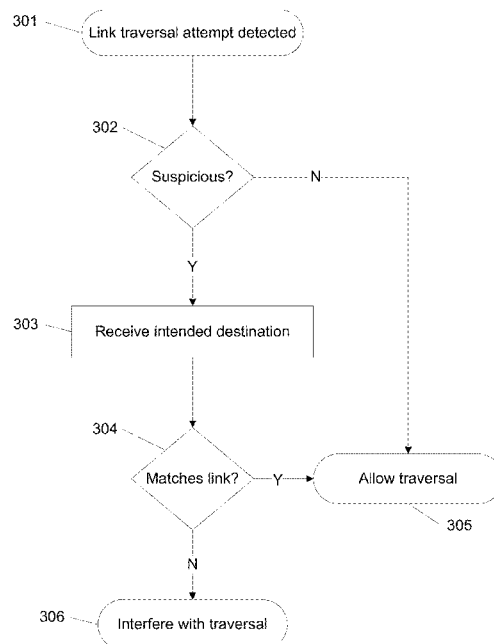 301
Link traversal attempt detected
302
Suspicious?
N
Y
303
Receive intended destination
304
Matches link?
Y
Allow traversal
305
N
306
Interfere with traversal